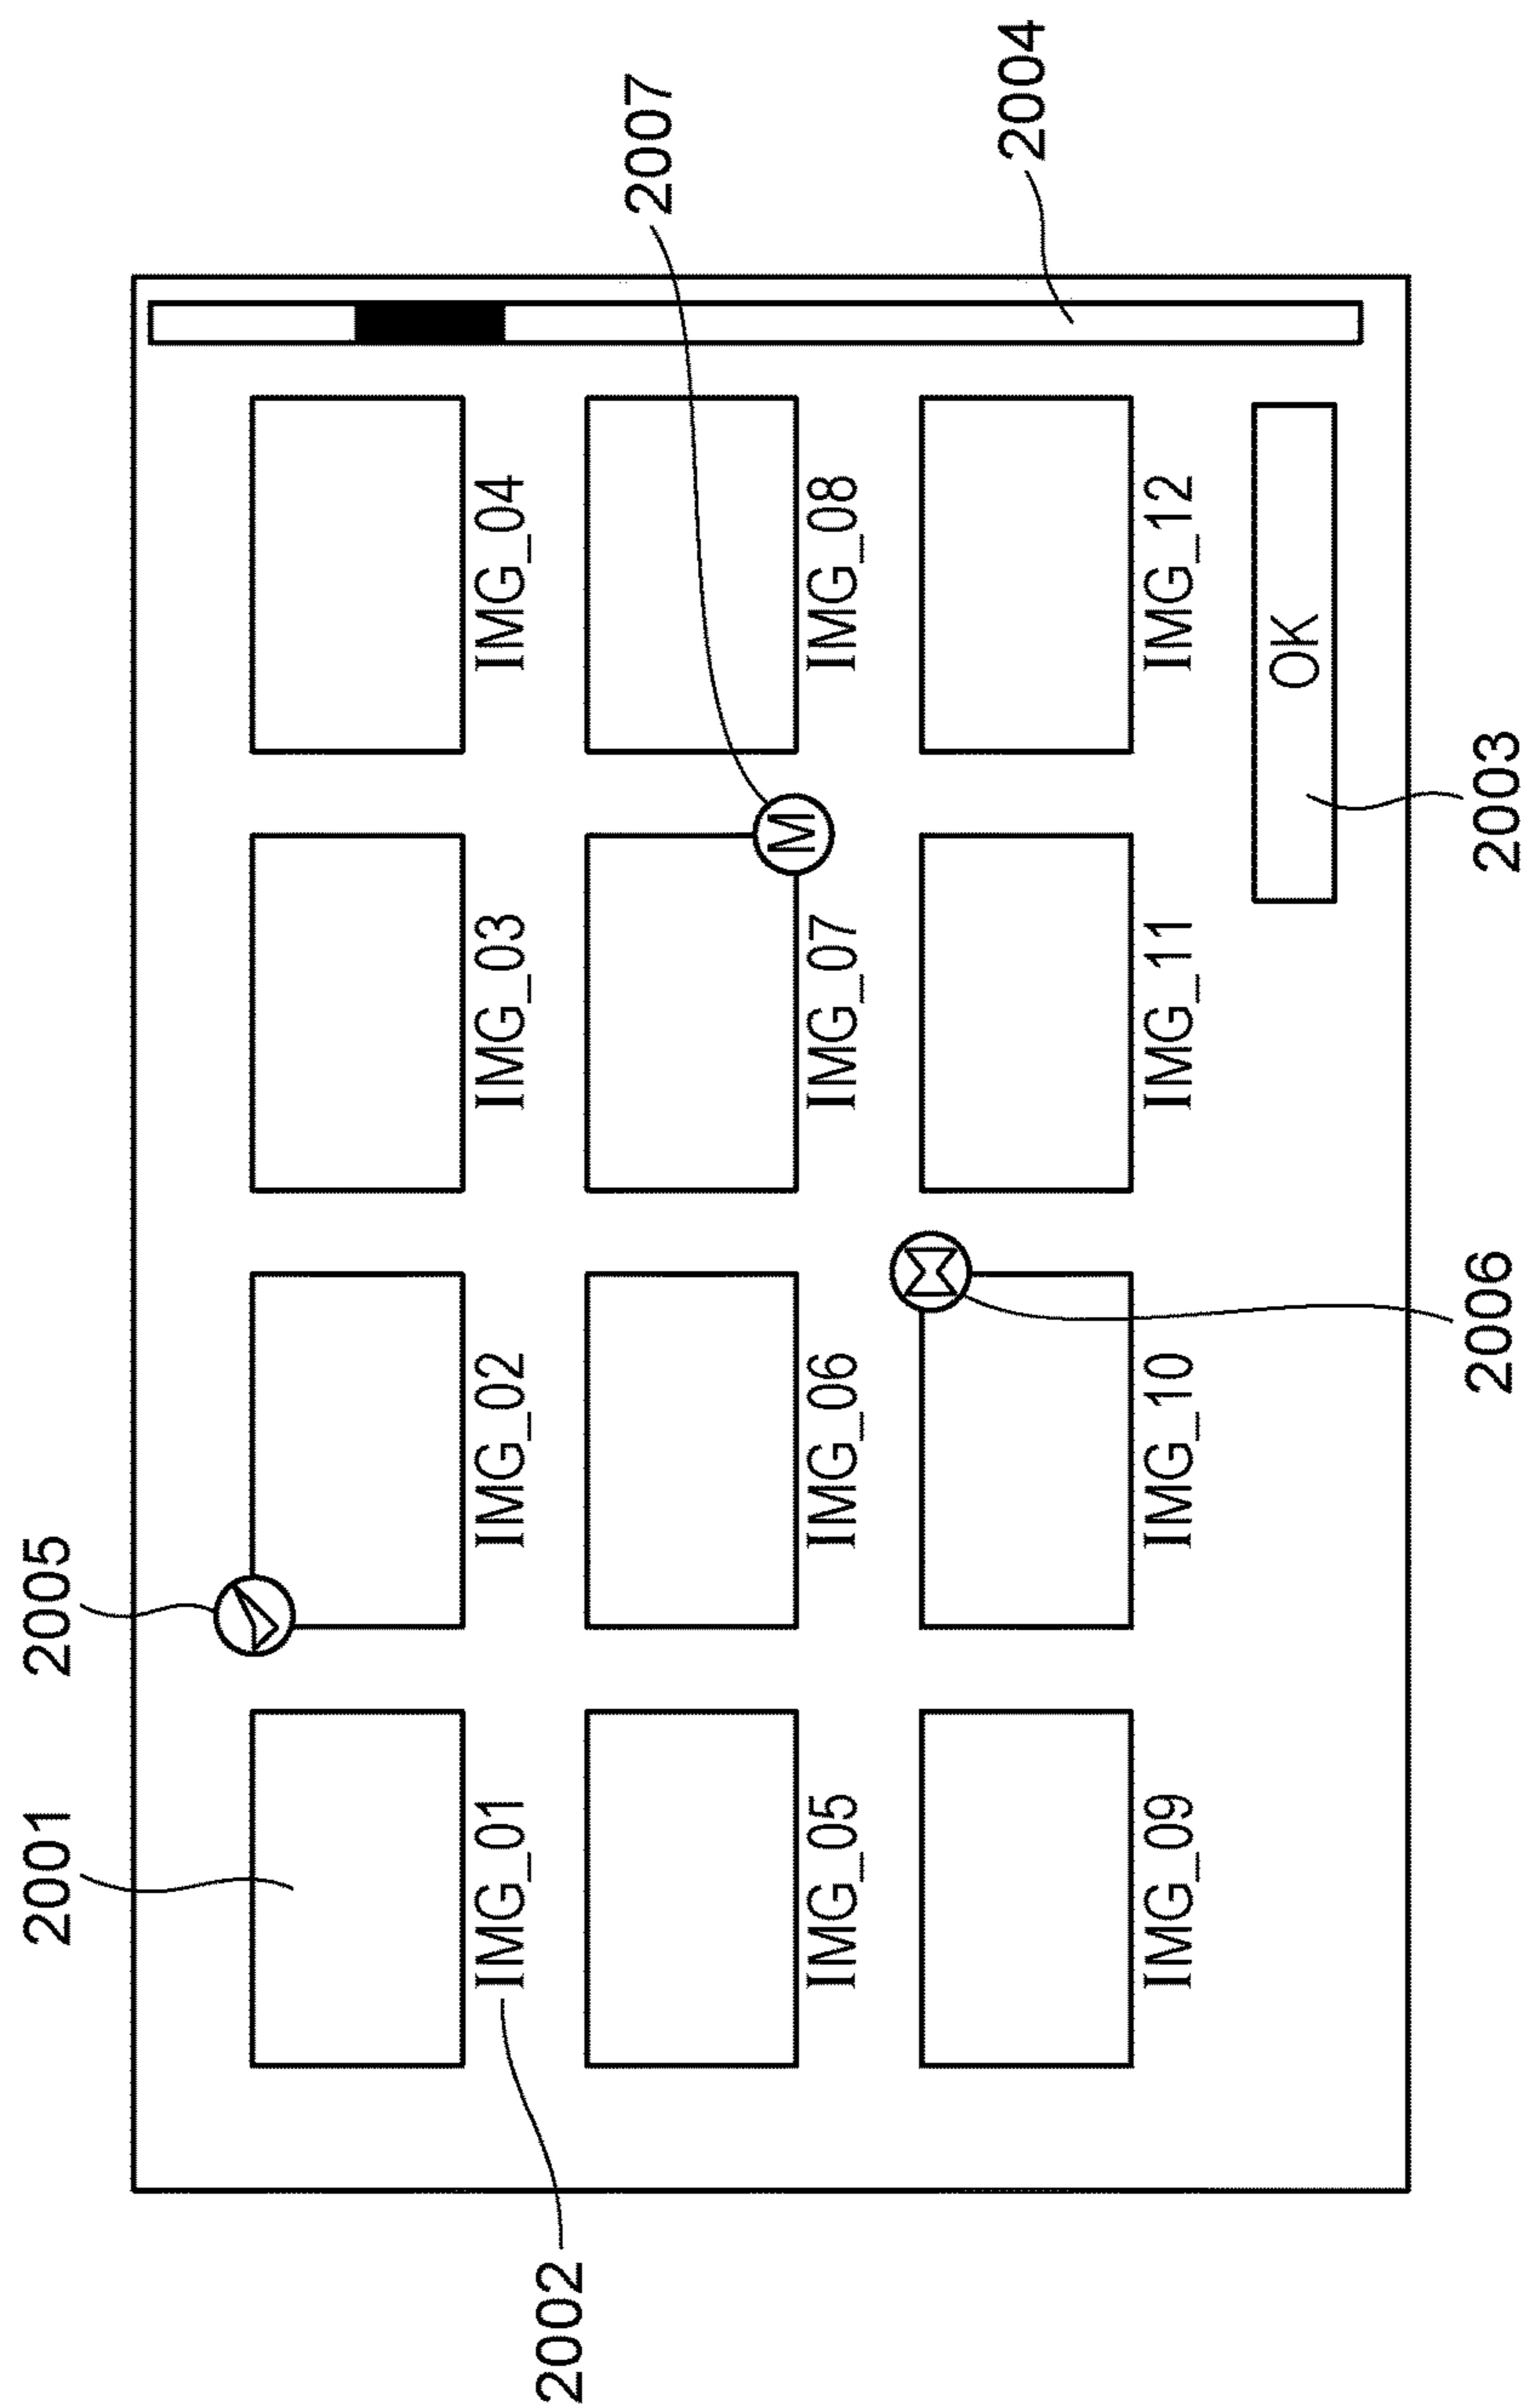 2001
2005
2007
2004
IMG_01 IMG_02 IMG_03 IMG_04
IMG_05 IMG_06 IMG_07 IMG_08
M
IMG_09 IMG_10 IMG_11 IMG_12
OK
2002
2006
2003